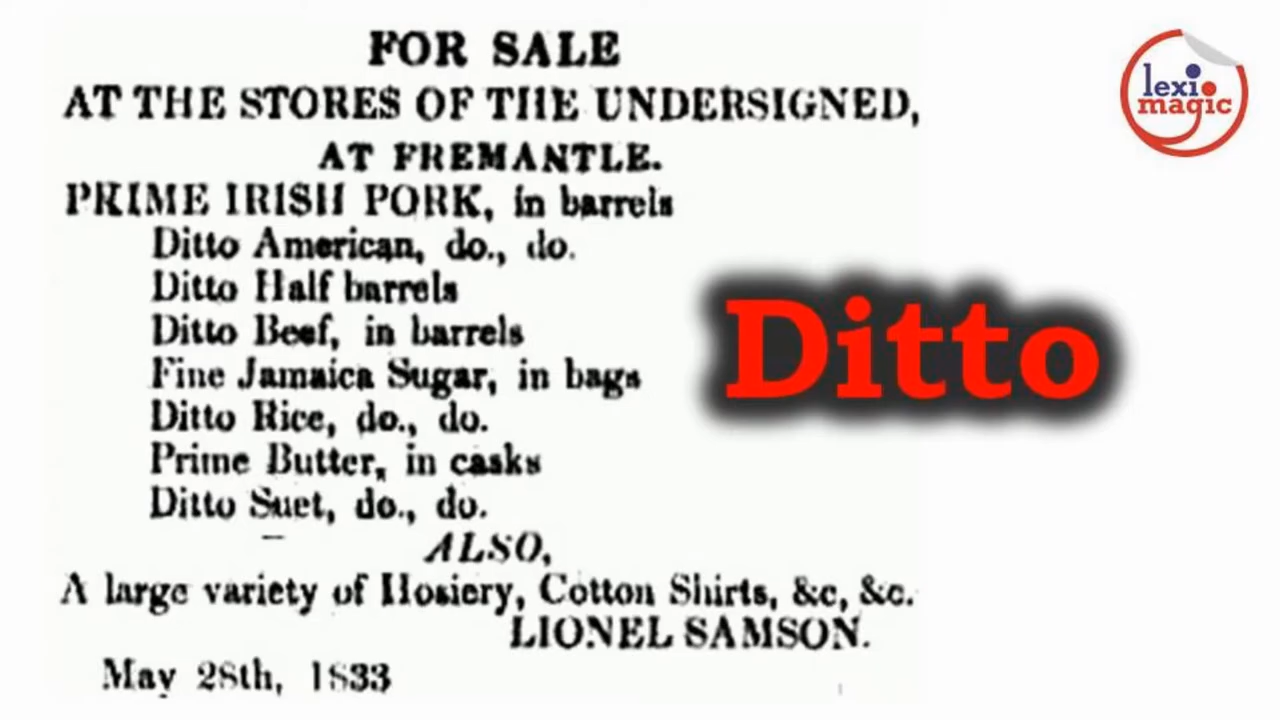 FOR SALE
AT THE STORES OF THE UNDERSIGNED,
AT FREMANTLE.
PRIME IRISH PORK, in barrels
Ditto American, do., do.
Ditto Half barrels
Ditto Beef, in barrels
Fine Jamaica Sugar, in bags
Ditto Rice, do., do.
Prime Butter, in casks
Ditto Suet, do., do.
ALSO,
A large variety of Hosiery, Cotton Shirts, &c, &c.
LIONEL SAMSON.
May 28th, 1833
Ditto
lexi
magic